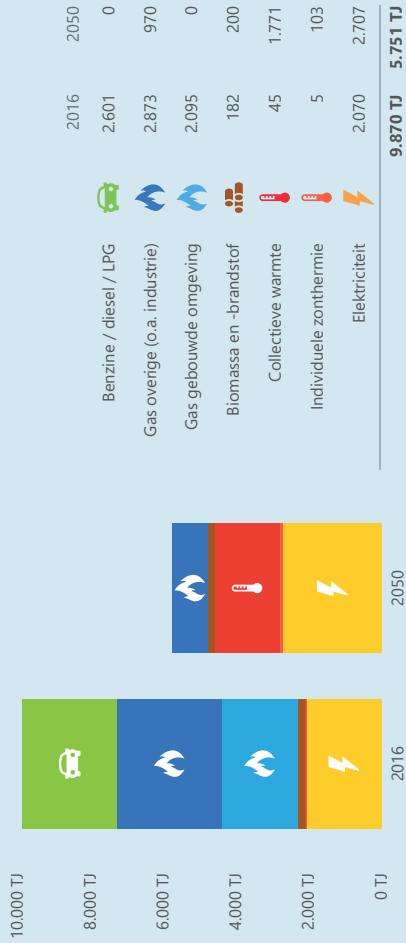 10.000 TJ
8.000 TJ
6.000 TJ
4.000 TJ
2.000 TJ
0 TJ
2016
2050
2016 2050
Benzine / diesel / LPG 2.601 0
Gas overige (o.a. industrie) 2.873 970
Gas gebouwde omgeving 2.095 0
Biomassa en -brandstof 182 200
Collectieve warmte 45 1.771
Individuele zonthermie 5 103
Elektriciteit 2.070 2.707
9.870 TJ 5.751 TJ